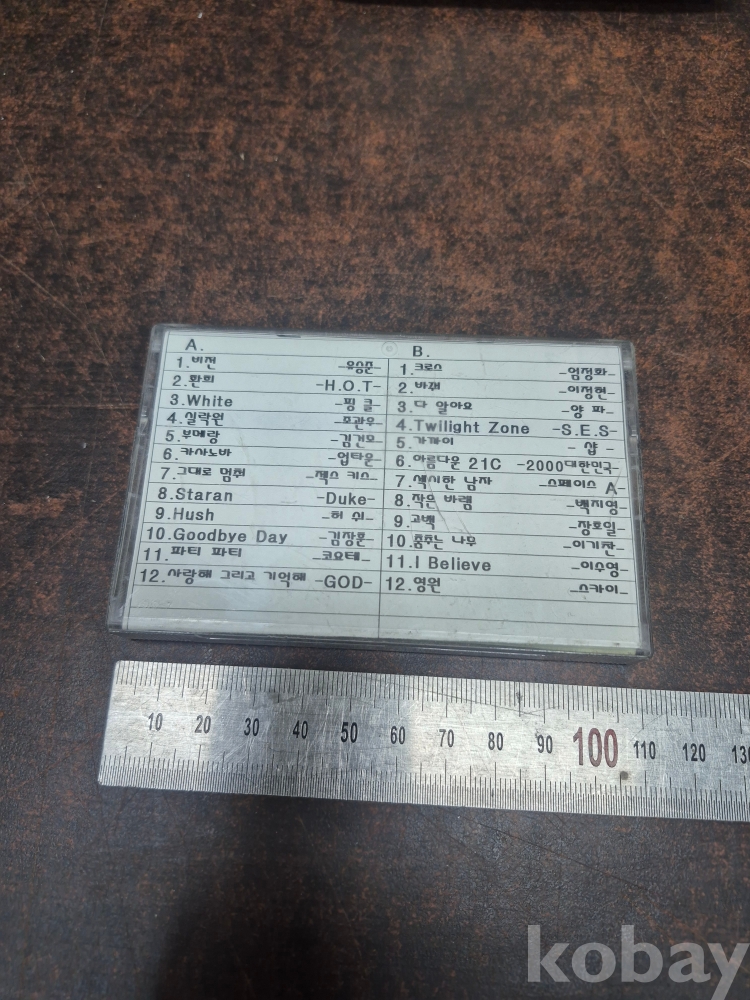 A.
1.비전 -유승준-
2.환희 -H.O.T-
3.White -핑클-
4.실락원 -조관우-
5.부메랑 -김건모-
6.카사노바 -업타운-
7.그대로 멈춰 -젝스 키스-
8.Staran -Duke-
9.Hush -허 쉬-
10.Goodbye Day -김장훈-
11.파티 파티 -코요테-
12.사랑해 그리고 기억해 -GOD-
B.
1.크로스 -엄정화-
2.바꿔 -이정현-
3.다 알아요 -양 파-
4.Twilight Zone -S.E.S-
5.가까이 - 샵 -
6.아름다운 21C -2000대한민국-
7.섹시한 남자 -스페이스 A-
8.작은 바램 -백지영
9.고백 -장호일-
10.춤추는 나무 -이기찬-
11.I Believe -이수영-
12.영원 -스카이-
10 20 30 40 50 60 70 80 90 100 110 120 130
kobay